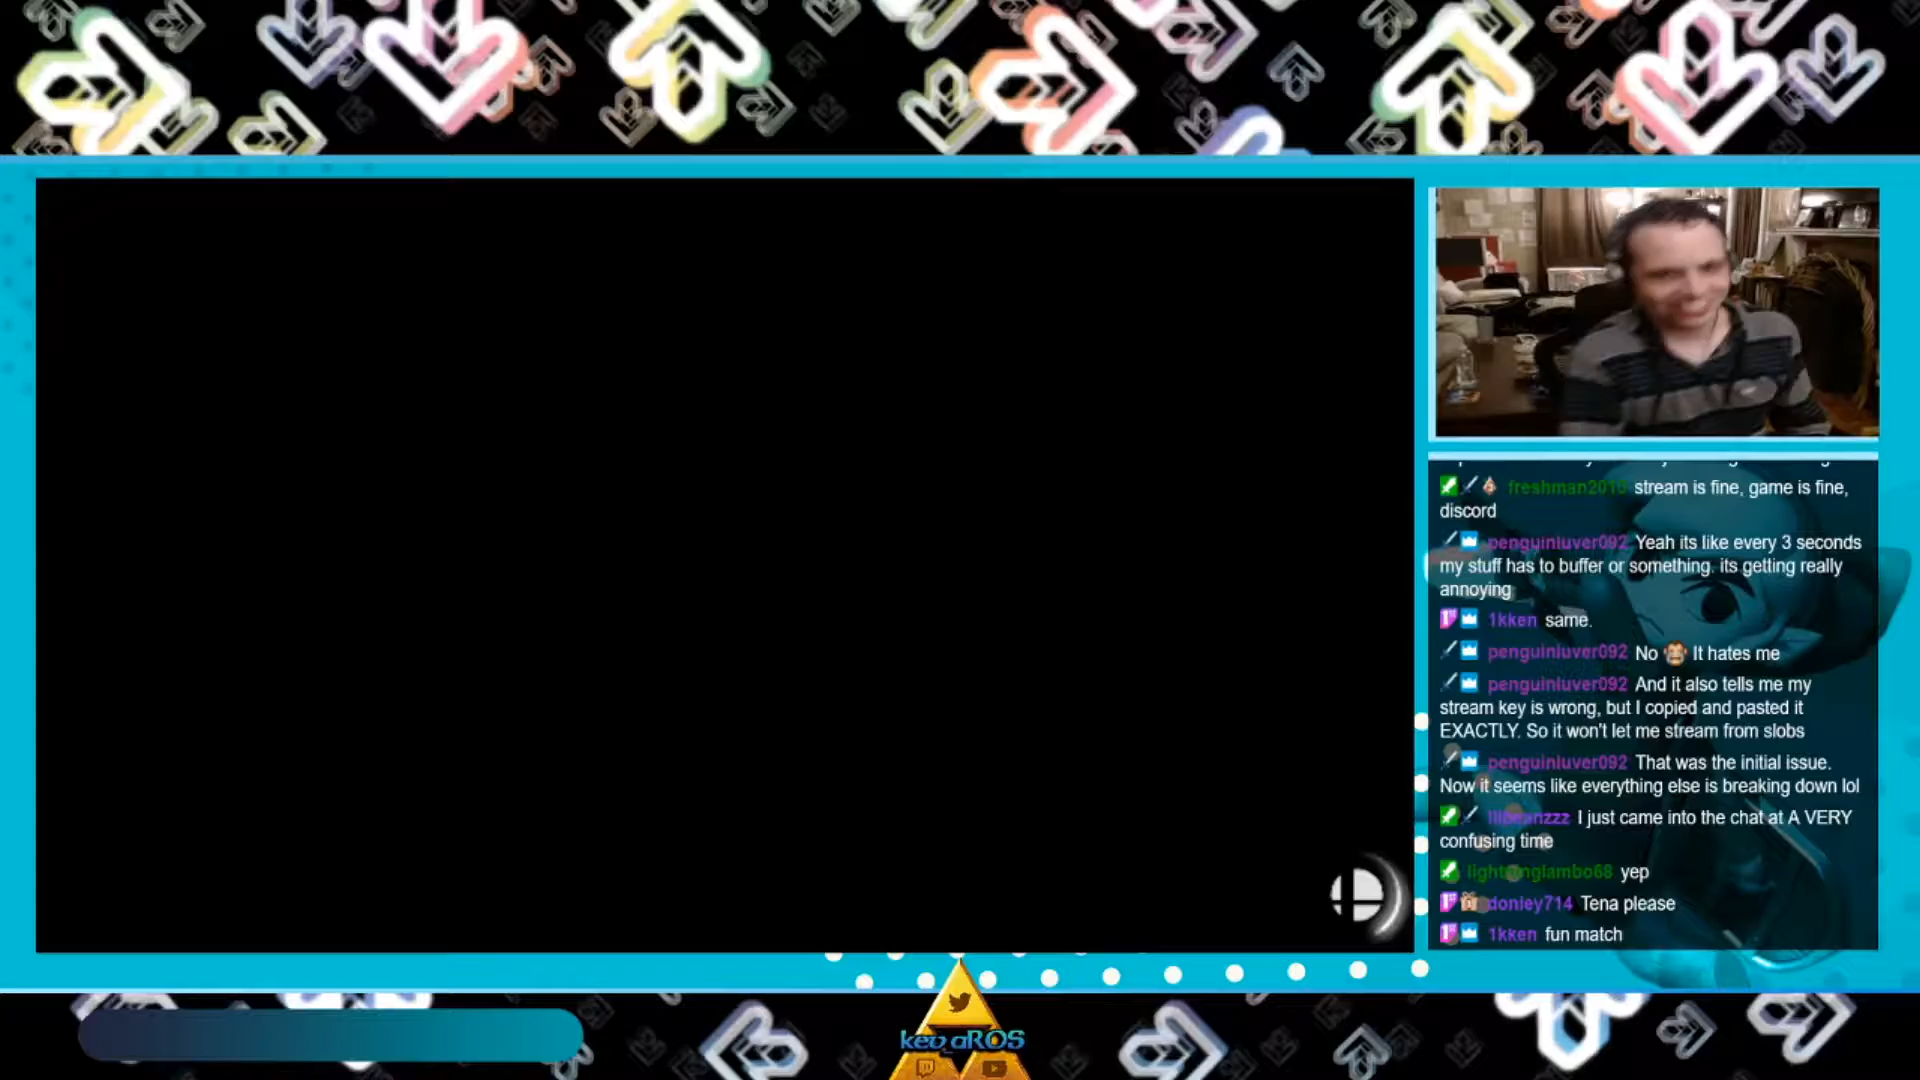 freshman2016 stream is fine, game is fine,
discord
penguinluver092 Yeah its like every 3 seconds
my stuff has to buffer or something. its getting really
annoying
1kken same.
penguinluver092 No It hates me
penguinluver092 And it also tells me my
stream key is wrong, but I copied and pasted it
EXACTLY. So it won't let me stream from slobs
penguinluver092 That was the initial issue.
Now it seems like everything else is breaking down lol
I just came into the chat at A VERY
confusing time
yep
donley714 Tena please
1kken fun match
kev_aROS